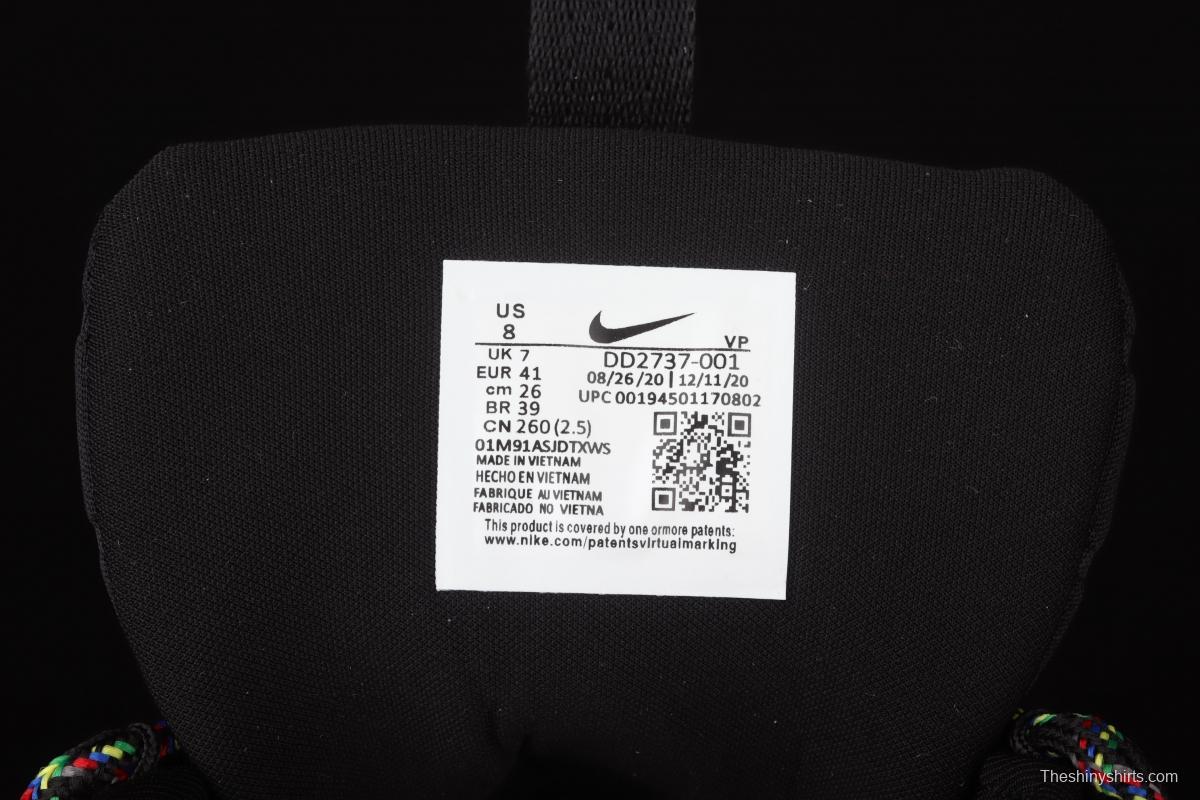 US
8
VP
UK 7
DD2737-001
EUR 41
08/26/20 | 12/11/20
cm 26
UPC 00194501170802
BR 39
CN 260 (2.5)
01M91ASJDTXWS
MADE IN VIETNAM
HECHO EN VIETNAM
FABRIQUE AU VIETNAM
FABRICADO NO VIETNA
This product is covered by one ormore patents:
www.nike.com/patentsvirtualmarking
Theshinyshirts.com